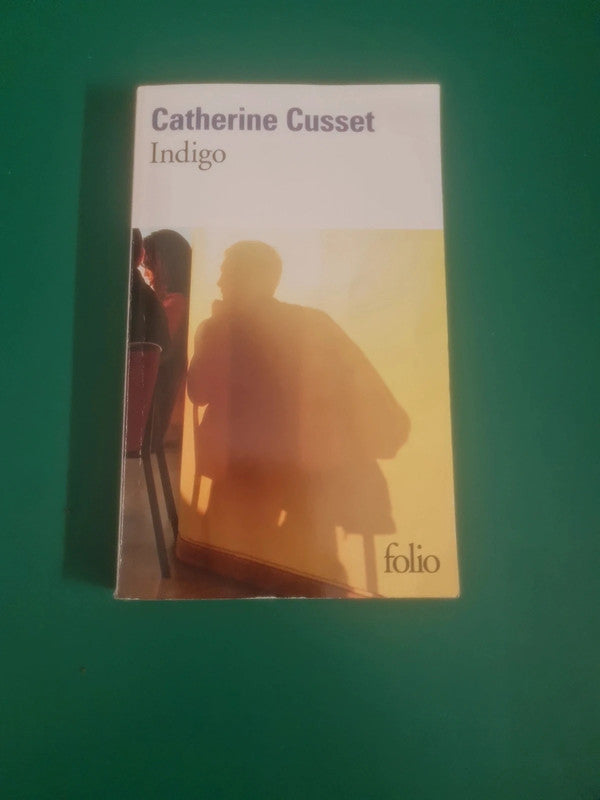 Catherine Cusset
Indigo
folio